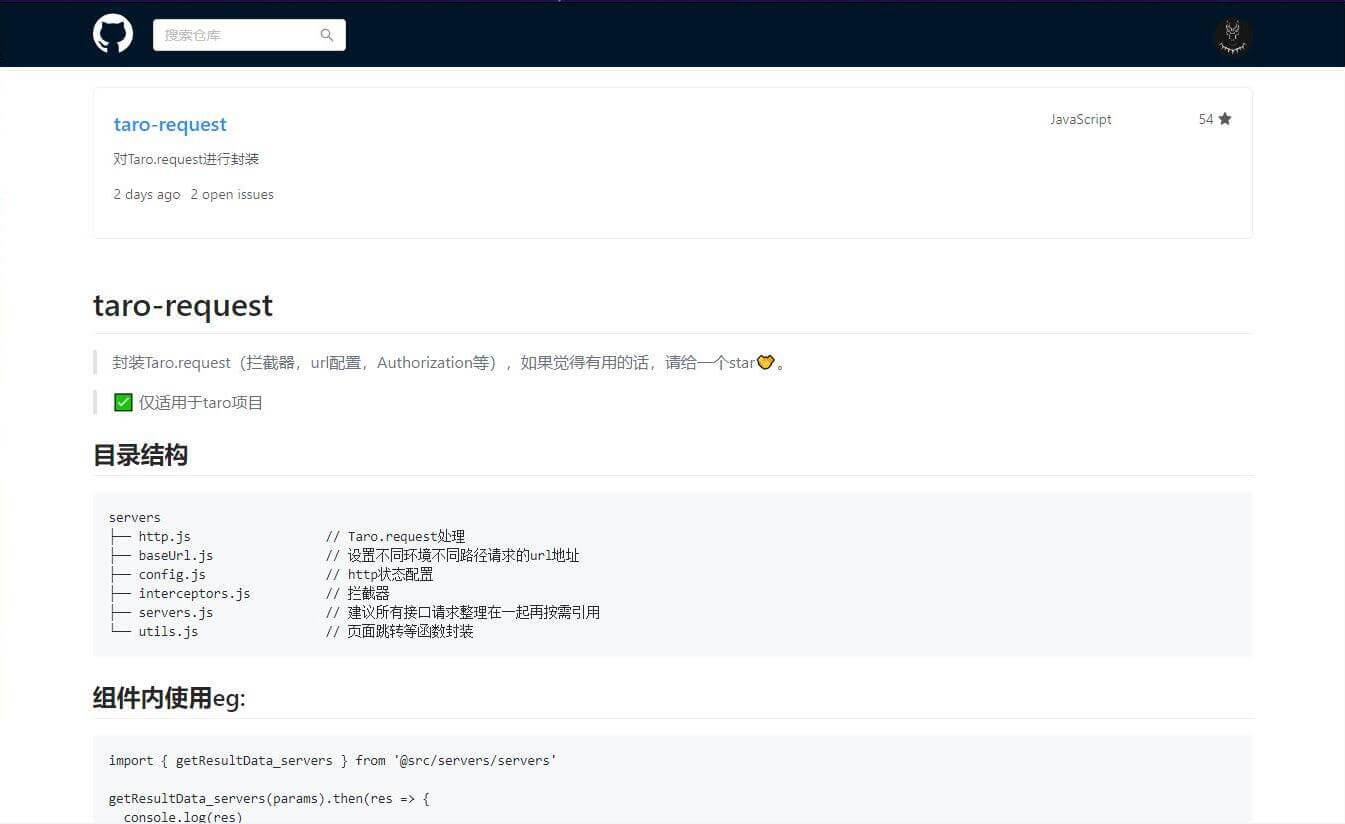 搜索仓库
taro-request
JavaScript
54 ★
对Taro.request进行封装
2 days ago 2 open issues
taro-request
封装Taro.request（拦截器，url配置，Authorization等），如果觉得有用的话，请给一个star🤝。
✅ 仅适用于taro项目
目录结构
servers
├── http.js // Taro.request处理
├── baseUrl.js // 设置不同环境不同路径请求的url地址
├── config.js // http状态配置
├── interceptors.js // 拦截器
├── servers.js // 建议所有接口请求整理在一起再按需引用
└── utils.js // 页面跳转等函数封装
组件内使用eg:
import { getResultData_servers } from '@src/servers/servers'
getResultData_servers(params).then(res => {
console.log(res)